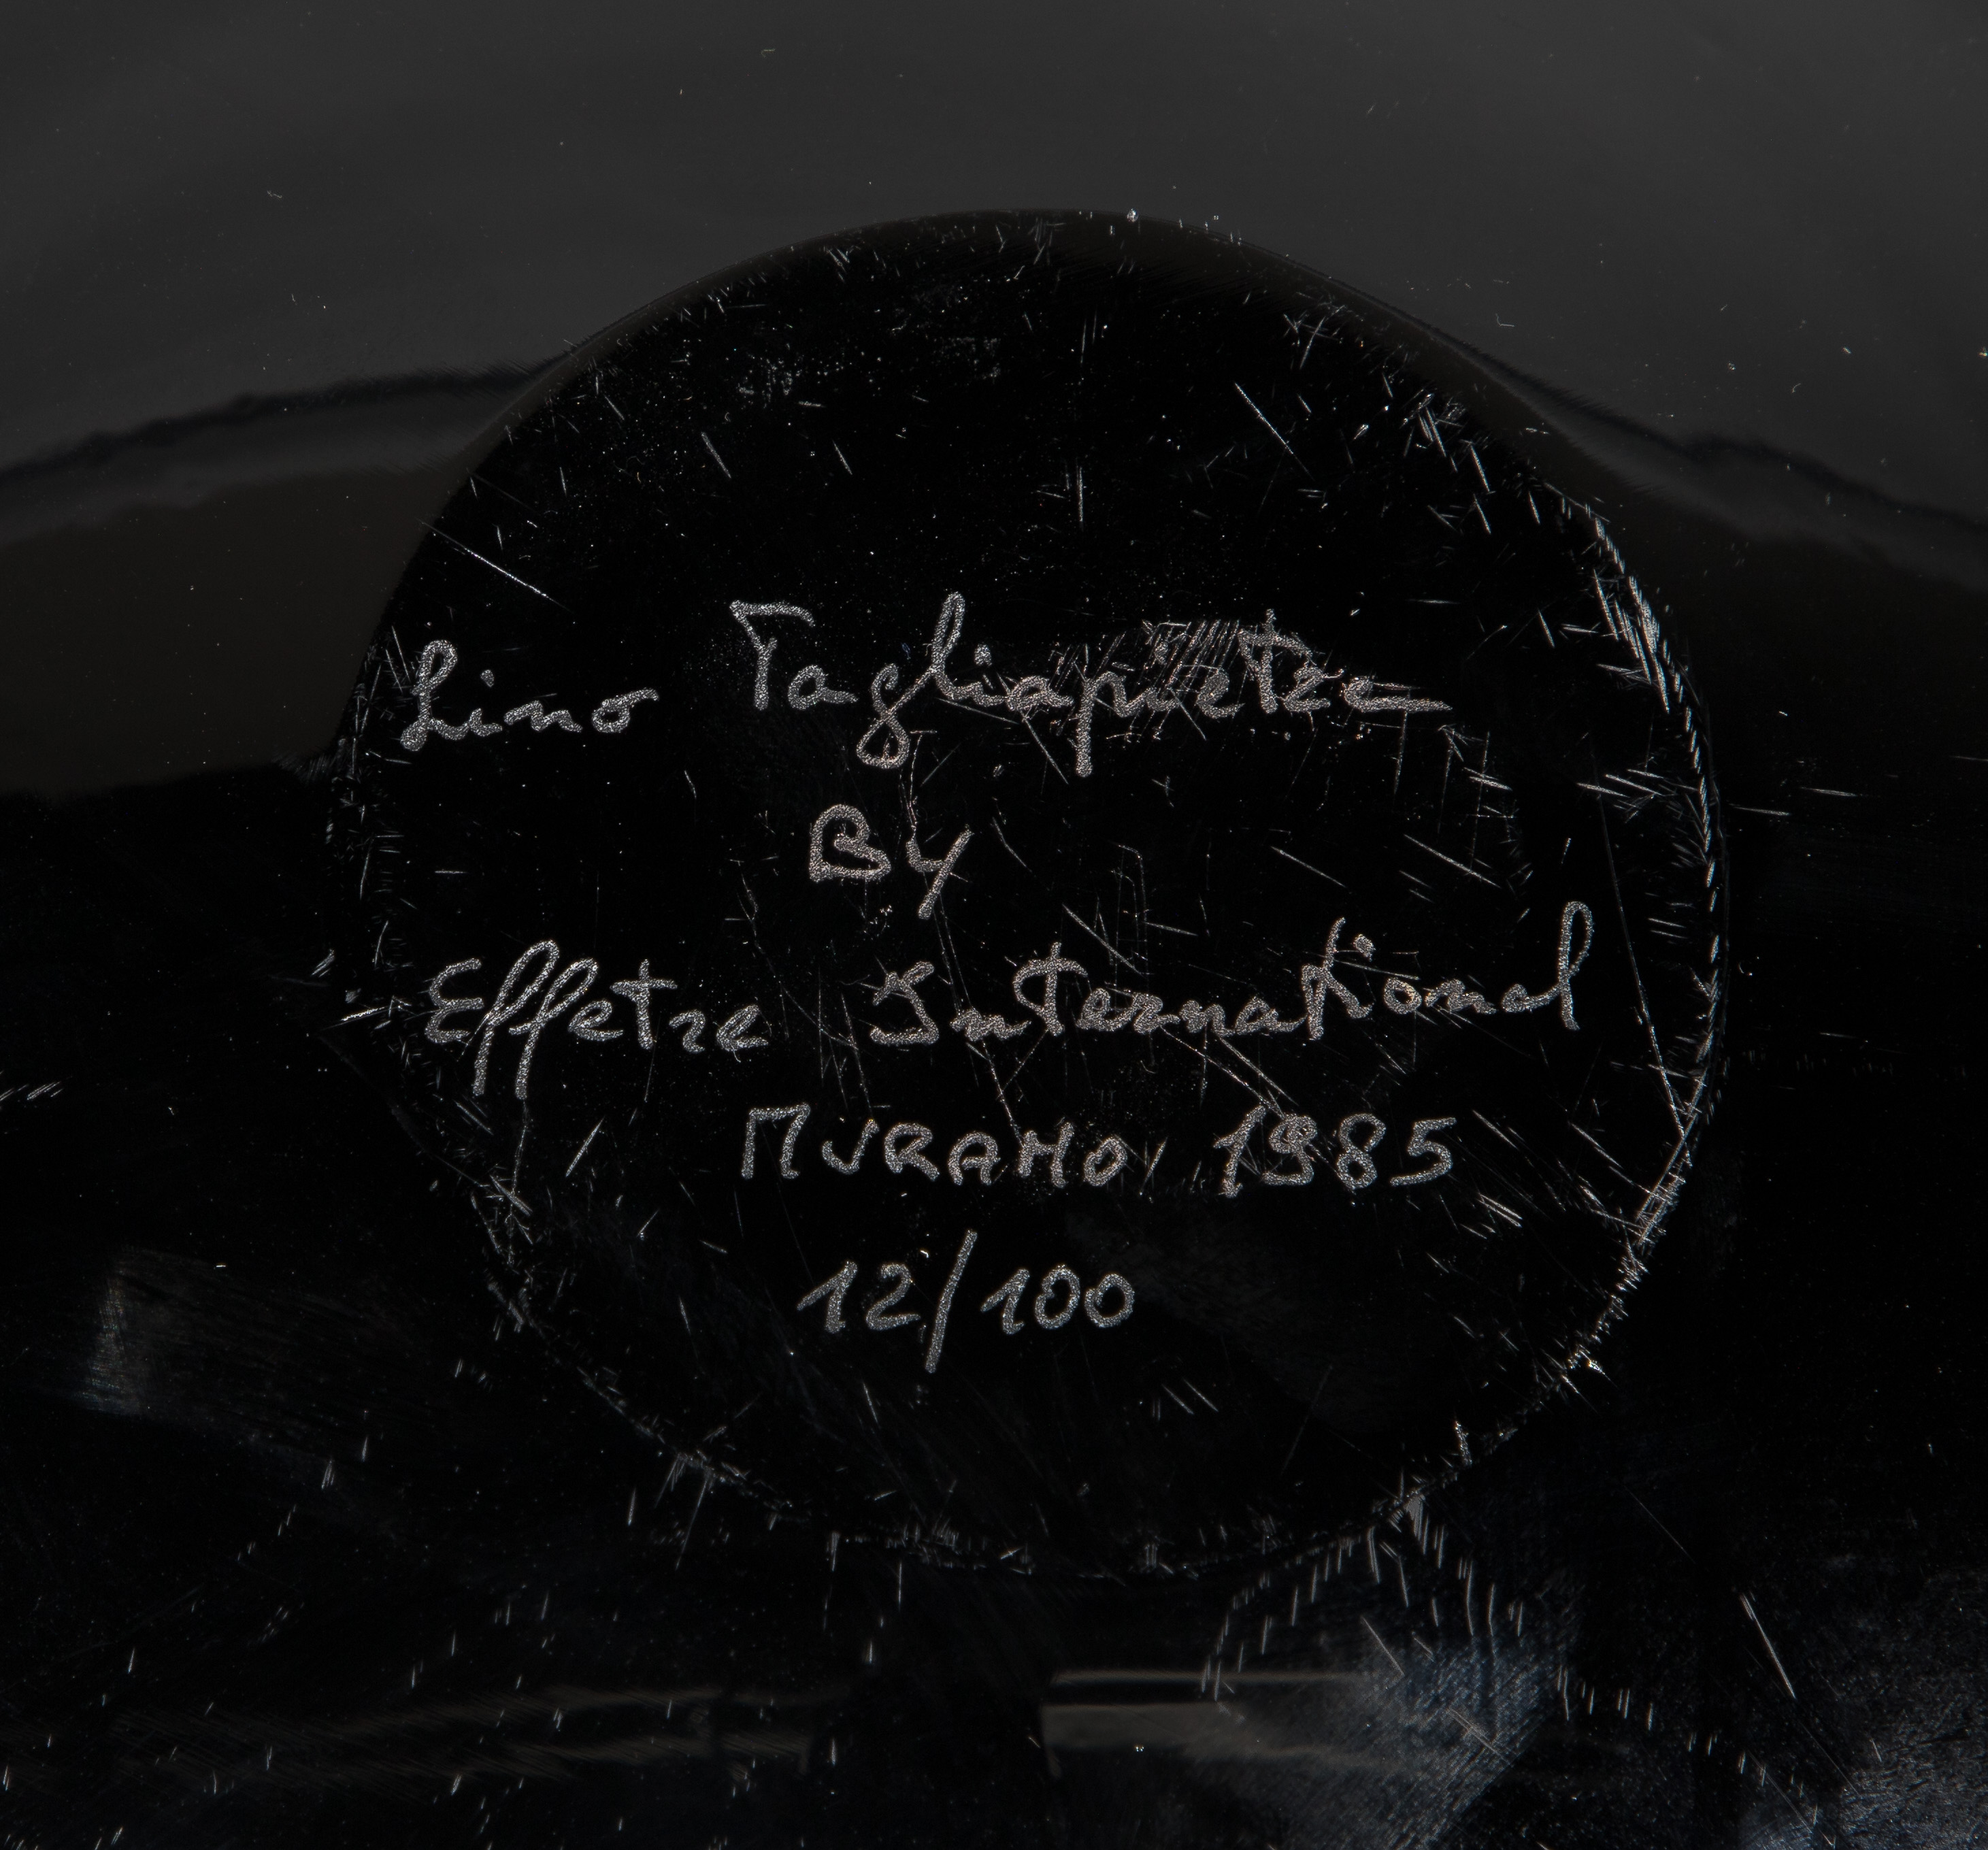 Lino Tagliapietra
By
Effetre International
MURANO 1985
12/100